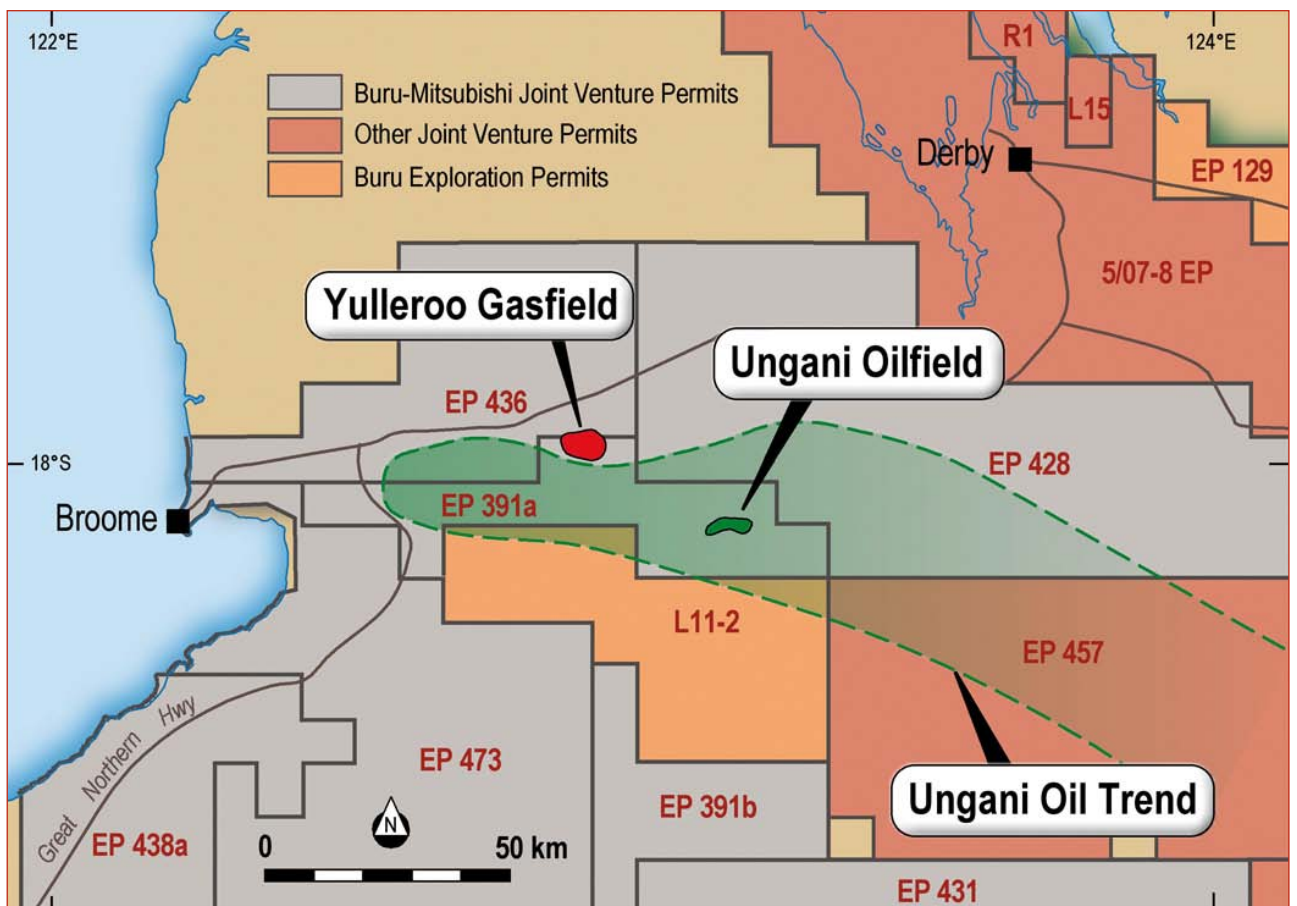 122°E
124°E
R1
L15
Buru-Mitsubishi Joint Venture Permits
Other Joint Venture Permits
Buru Exploration Permits
Derby
EP 129
5/07-8 EP
Yulleroo Gasfield
Ungani Oilfield
EP 436
18°S
EP 428
EP 391a
Broome
L11-2
EP 457
Great Northern Hwy
EP 473
Ungani Oil Trend
EP 391b
N
0 50 km
EP 438a
EP 431